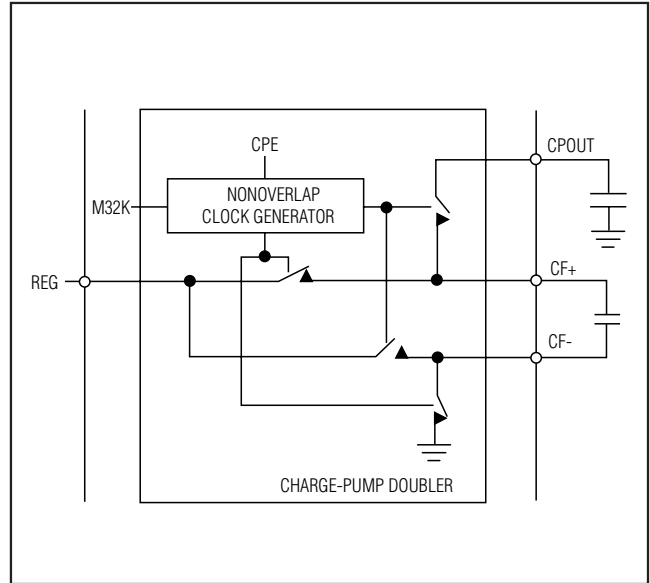 CPE
CPOUT
NONOVERLAP
CLOCK GENERATOR
M32K
REG
CF+
CF-
CHARGE-PUMP DOUBLER